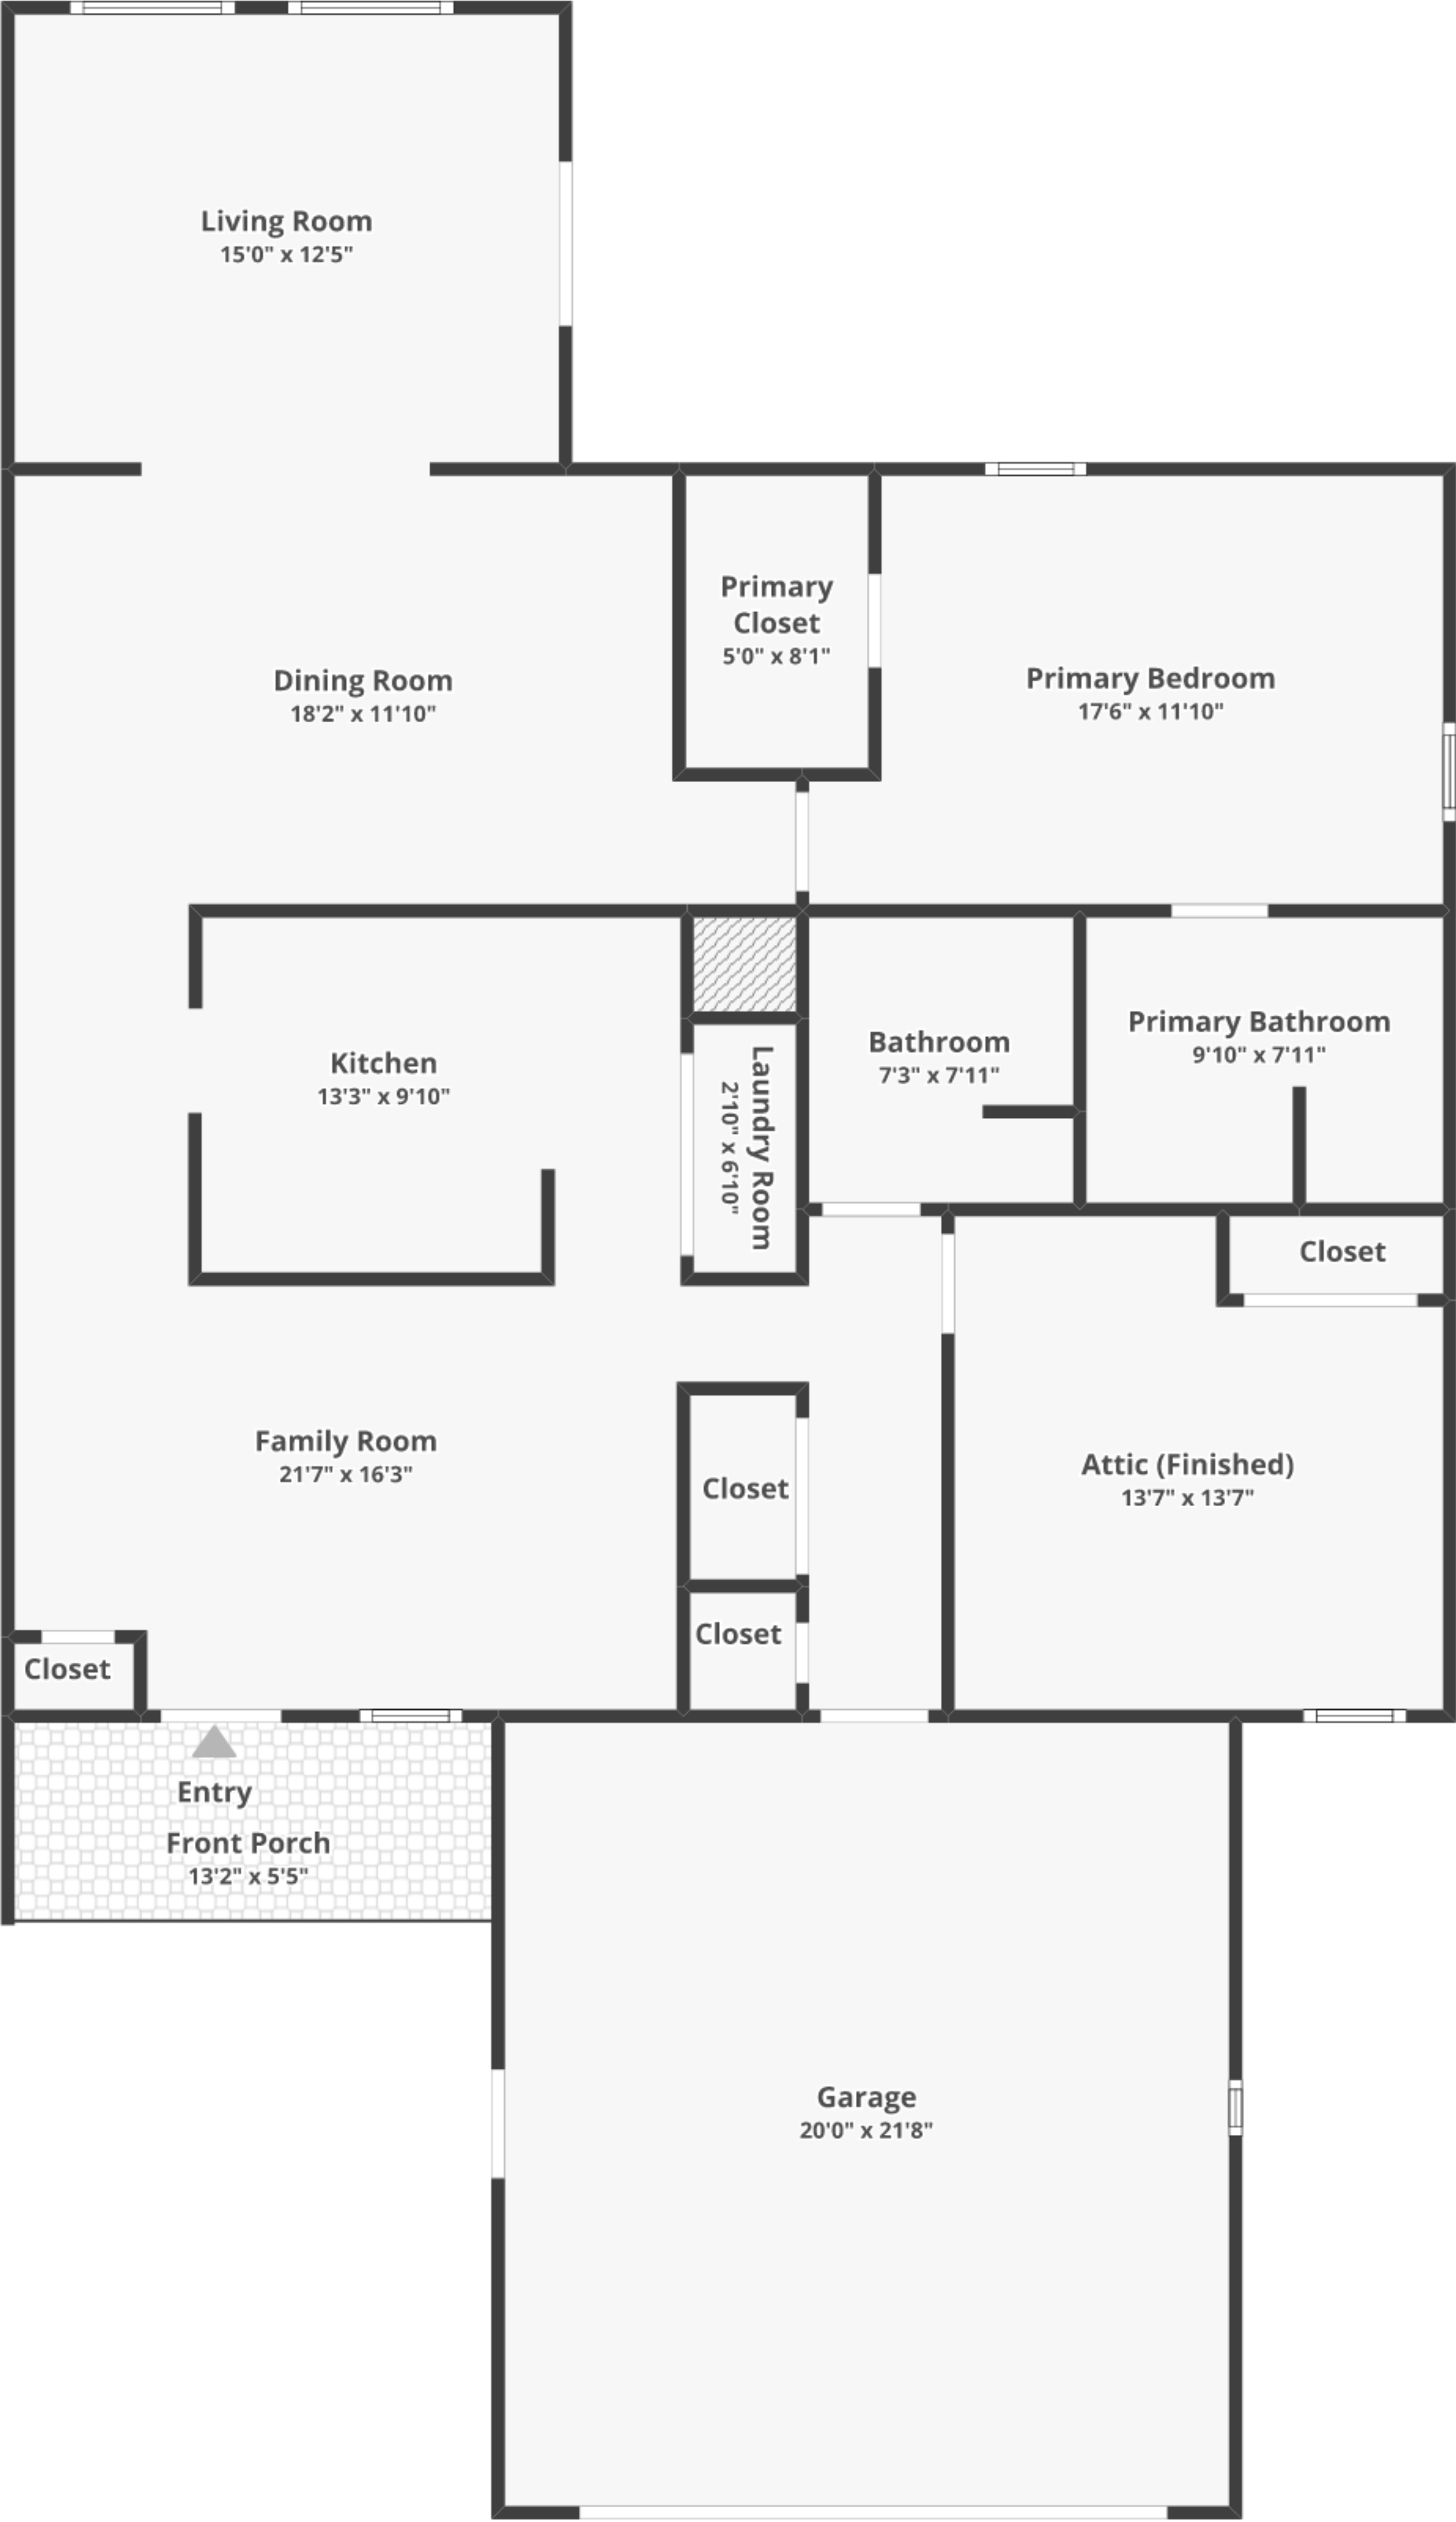 Living Room
15'0" x 12'5"
Primary
Closet
5'0" x 8'1"
Dining Room
18'2" x 11'10"
Primary Bedroom
17'6" x 11'10"
Kitchen
13'3" x 9'10"
Laundry Room
2'10" x 6'10"
Bathroom
7'3" x 7'11"
Primary Bathroom
9'10" x 7'11"
Closet
Family Room
21'7" x 16'3"
Closet
Attic (Finished)
13'7" x 13'7"
Closet
Closet
Entry
Front Porch
13'2" x 5'5"
Garage
20'0" x 21'8"